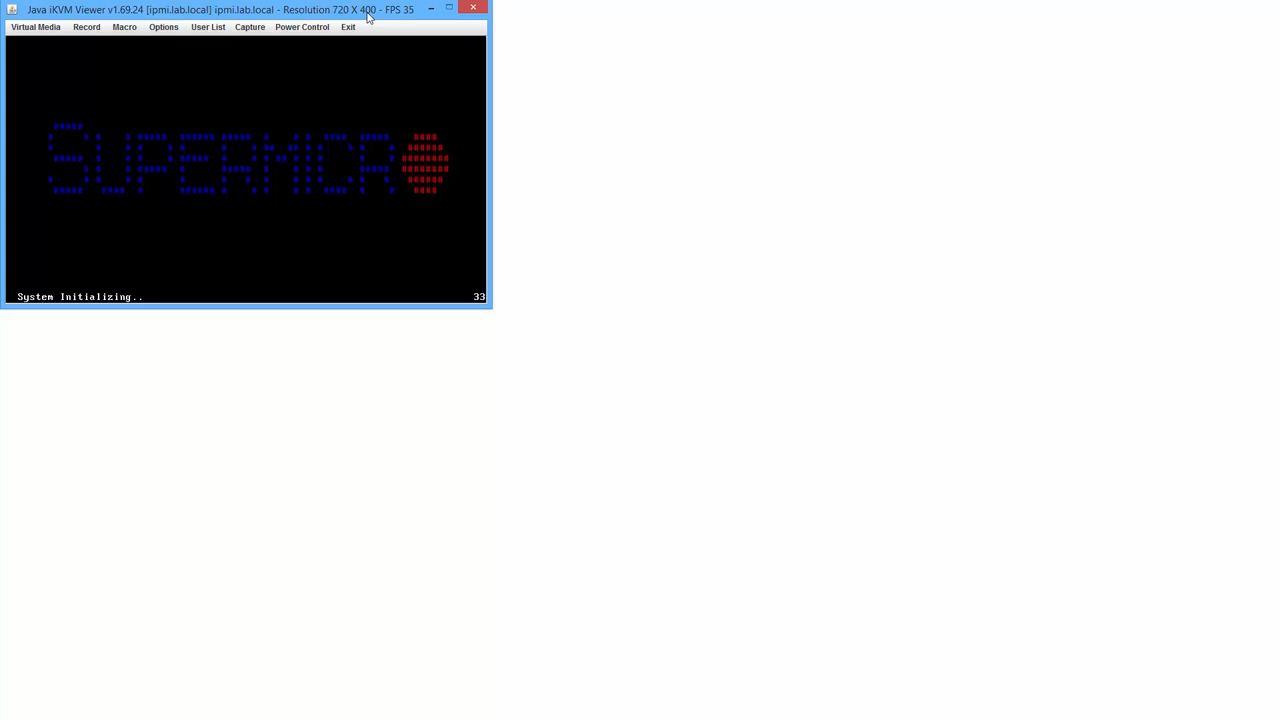 Java iKVM Viewer v1.69.24 [ipmi.lab.local] ipmi.lab.local - Resolution 720 X 400 - FPS 35
Virtual Media Record Macro Options User List Capture Power Control Exit
SUPERMICR
System Initializing.. 33